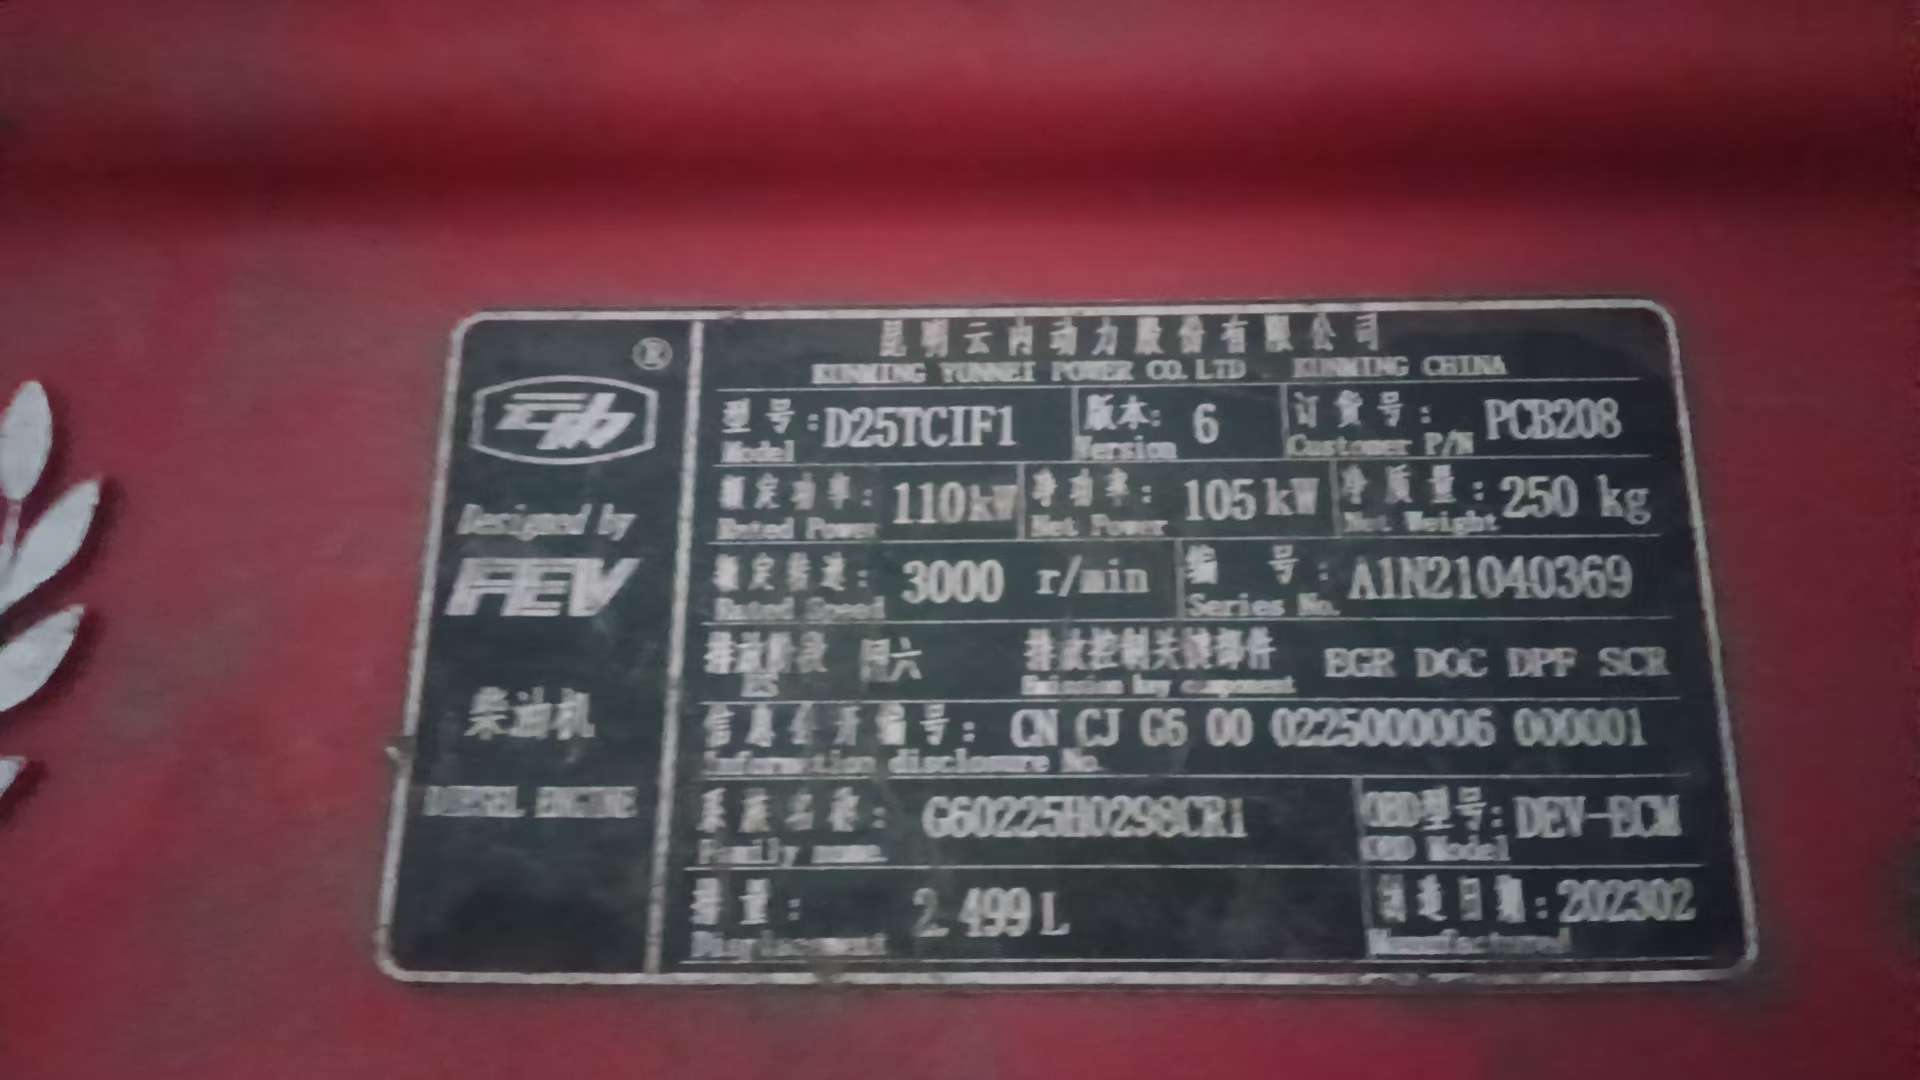 ®
云内
Designed by
FEV
柴油机
DIESEL ENGINE
昆明云内动力股份有限公司
KUNMING YUNNEI POWER CO. LTD KUNMING CHINA
型号: D25TCIF1 版本: 6 订货号: PCB208
Model Version Customer P/N
额定功率: 110kW 净功率: 105kW 净质量: 250 kg
Rated Power Net Power Net Weight
额定转速: 3000 r/min 编 号: A1N21040369
Rated Speed Series No.
排放阶段 国六 排放控制关键部件 EGR DOC DPF SCR
ES Emission key component
信息公开编号: CN CJ G6 00 0225000006 000001
Information disclosure No.
系族名称: G60225H0298CR1 OBD型号: DEV-ECM
Family name. OBD Model
排量: 2.499L 制造日期: 202302
Displacement Manufactured